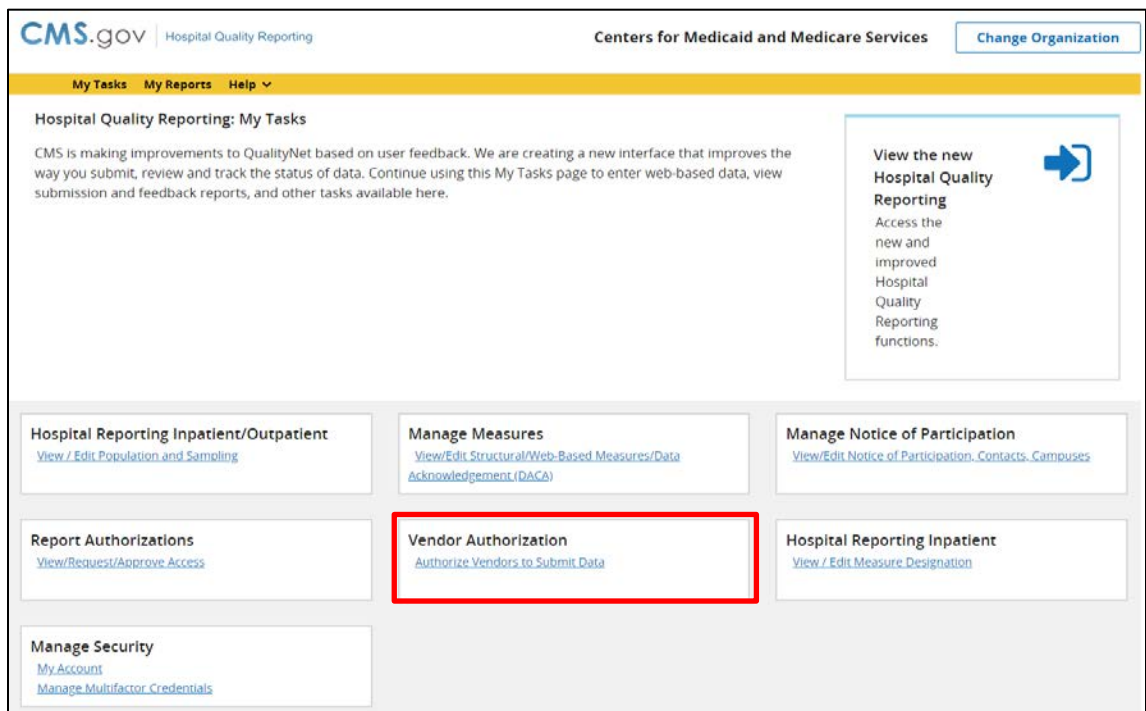 CMS.gov Hospital Quality Reporting
Centers for Medicaid and Medicare Services
Change Organization
My Tasks My Reports Help
Hospital Quality Reporting: My Tasks
CMS is making improvements to QualityNet based on user feedback. We are creating a new interface that improves the
way you submit, review and track the status of data. Continue using this My Tasks page to enter web-based data, view
submission and feedback reports, and other tasks available here.
View the new
Hospital Quality
Reporting
Access the
new and
improved
Hospital
Quality
Reporting
functions.
Hospital Reporting Inpatient/Outpatient
View / Edit Population and Sampling
Manage Measures
View/Edit Structural/Web-Based Measures/Data
Acknowledgement (DACA)
Manage Notice of Participation
View/Edit Notice of Participation, Contacts, Campuses
Report Authorizations
View/Request/Approve Access
Vendor Authorization
Authorize Vendors to Submit Data
Hospital Reporting Inpatient
View / Edit Measure Designation
Manage Security
My Account
Manage Multifactor Credentials